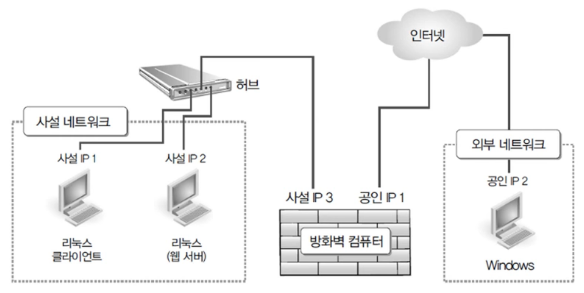 인터넷
허브
사설 네트워크
외부 네트워크
사설 IP 1
사설 IP 2
공인 IP 2
사설 IP 3
공인 IP 1
리눅스
클라이언트
리눅스
(웹 서버)
방화벽 컴퓨터
Windows